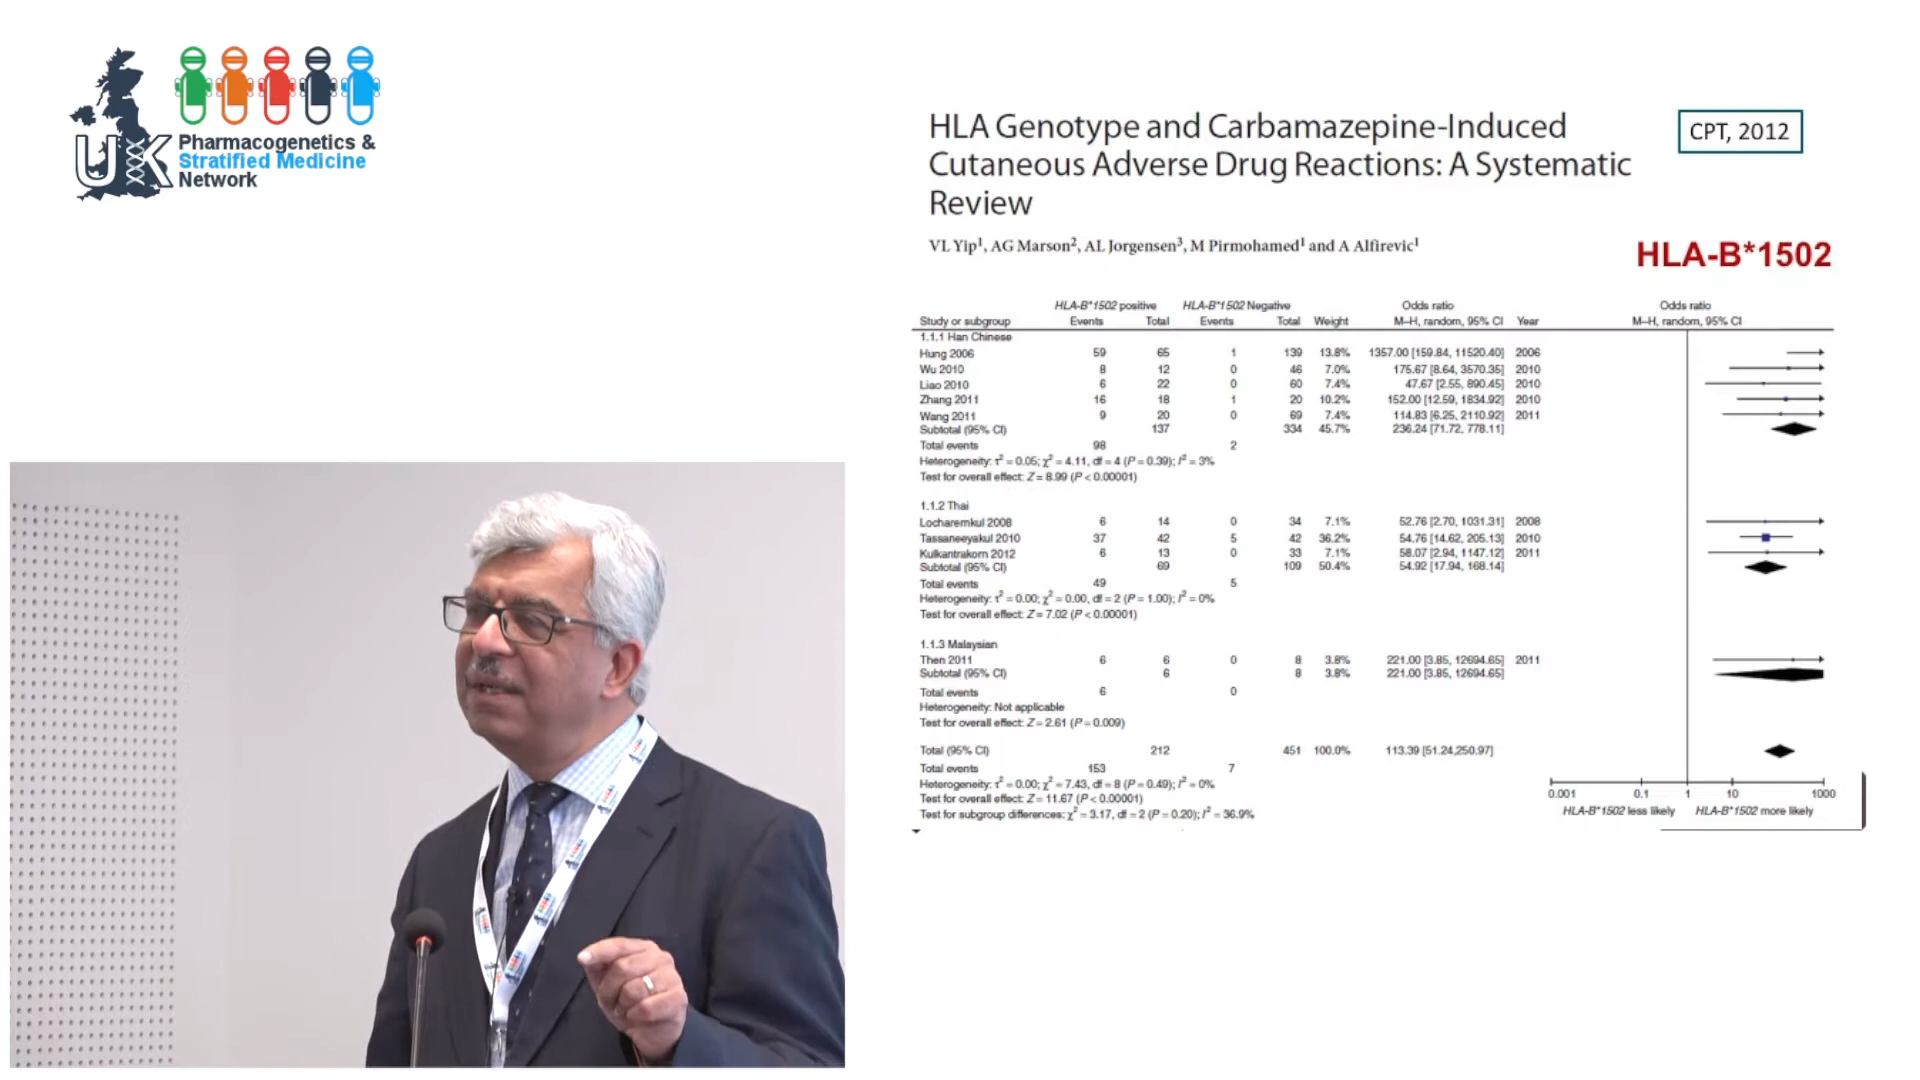 UK
Pharmacogenetics &
Stratified Medicine
Network
HLA Genotype and Carbamazepine-Induced
Cutaneous Adverse Drug Reactions: A Systematic
Review
CPT, 2012
VL Yip¹, AG Marson², AL Jorgensen³, M Pirmohamed¹ and A Alfirevic¹
HLA-B*1502
HLA-B*1502 positive HLA-B*1502 Negative Odds ratio Odds ratio
Study or subgroup Events Total Events Total Weight M–H, random, 95% CI Year M–H, random, 95% CI
1.1.1 Han Chinese
Hung 2006 59 65 1 139 13.8% 1357.00 [159.84, 11520.40] 2006
Wu 2010 8 12 0 46 7.0% 175.67 [8.64, 3570.35] 2010
Liao 2010 6 22 0 60 7.4% 47.67 [2.55, 890.45] 2010
Zhang 2011 16 18 1 20 10.2% 152.00 [12.59, 1834.92] 2010
Wang 2011 9 20 0 69 7.4% 114.83 [6.25, 2110.92] 2011
Subtotal (95% CI) 137 334 45.7% 236.24 [71.72, 778.11]
Total events 98 2
Heterogeneity: τ² = 0.05; χ² = 4.11, df = 4 (P = 0.39); I² = 3%
Test for overall effect: Z = 8.99 (P < 0.00001)
1.1.2 Thai
Locharernkul 2008 6 14 0 34 7.1% 52.76 [2.70, 1031.31] 2008
Tassaneeyakul 2010 37 42 5 42 36.2% 54.76 [14.62, 205.13] 2010
Kulkantrakorn 2012 6 13 0 33 7.1% 58.07 [2.94, 1147.12] 2011
Subtotal (95% CI) 69 109 50.4% 54.92 [17.94, 168.14]
Total events 49 5
Heterogeneity: τ² = 0.00; χ² = 0.00, df = 2 (P = 1.00); I² = 0%
Test for overall effect: Z = 7.02 (P < 0.00001)
1.1.3 Malaysian
Then 2011 6 6 0 8 3.8% 221.00 [3.85, 12694.65] 2011
Subtotal (95% CI) 6 8 3.8% 221.00 [3.85, 12694.65]
Total events 6 0
Heterogeneity: Not applicable
Test for overall effect: Z = 2.61 (P = 0.009)
Total (95% CI) 212 451 100.0% 113.39 [51.24,250.97]
Total events 153 7
Heterogeneity: τ² = 0.00; χ² = 7.43, df = 8 (P = 0.49); I² = 0%
Test for overall effect: Z = 11.67 (P < 0.00001)
Test for subgroup differences: χ² = 3.17, df = 2 (P = 0.20); I² = 36.9%
0.001 0.1 1 10 1000
HLA-B*1502 less likely HLA-B*1502 more likely